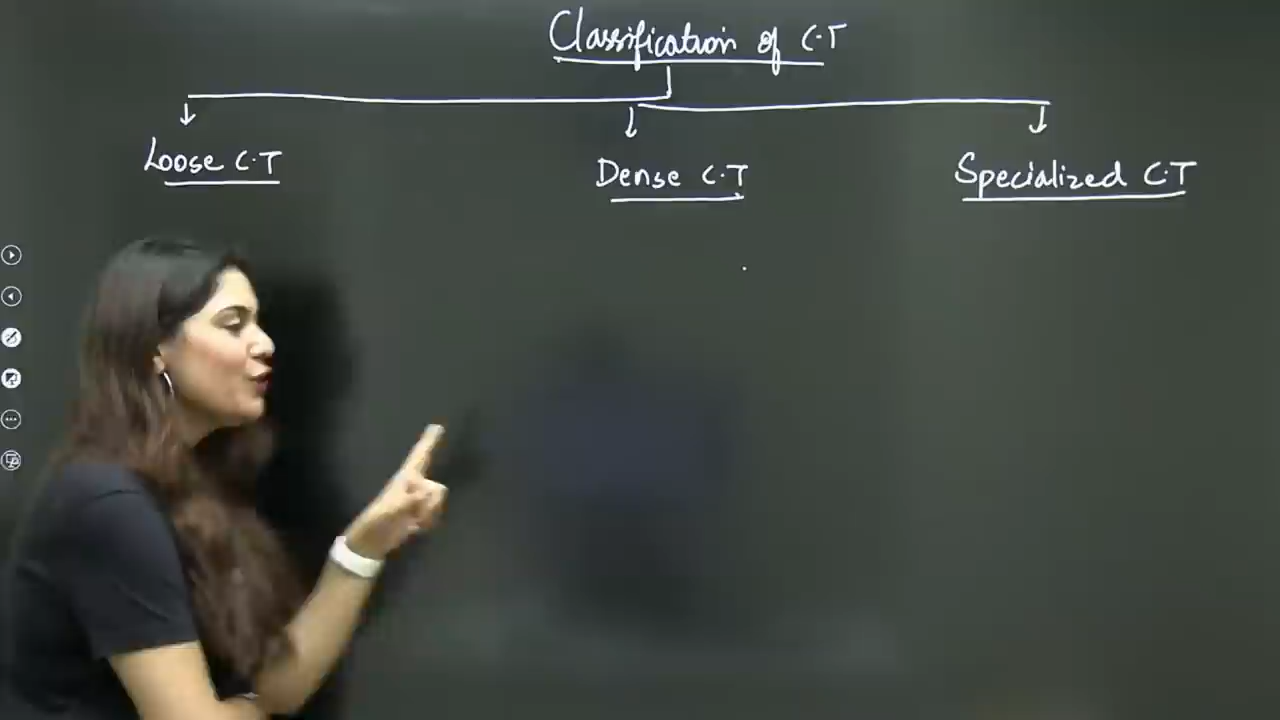 Classification of C.T
Loose C.T
Dense C.T
Specialized C.T